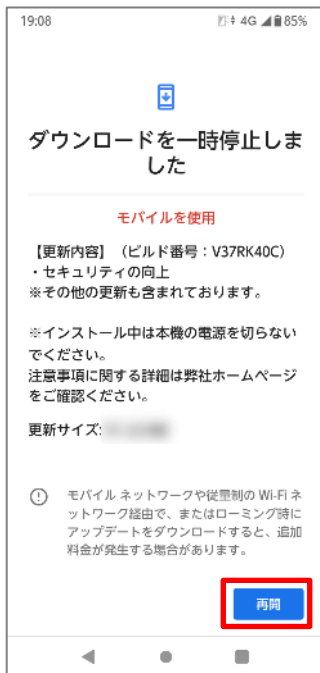 19:08 4G 85%
ダウンロードを一時停止しま
した
モバイルを使用
【更新内容】（ビルド番号：V37RK40C）
・セキュリティの向上
※その他の更新も含まれております。
※インストール中は本機の電源を切らない
でください。
注意事項に関する詳細は弊社ホームページ
をご確認ください。
更新サイズ:
モバイル ネットワークや従量制の Wi-Fi ネ
ットワーク経由で、またはローミング時に
アップデートをダウンロードすると、追加
料金が発生する場合があります。
再開